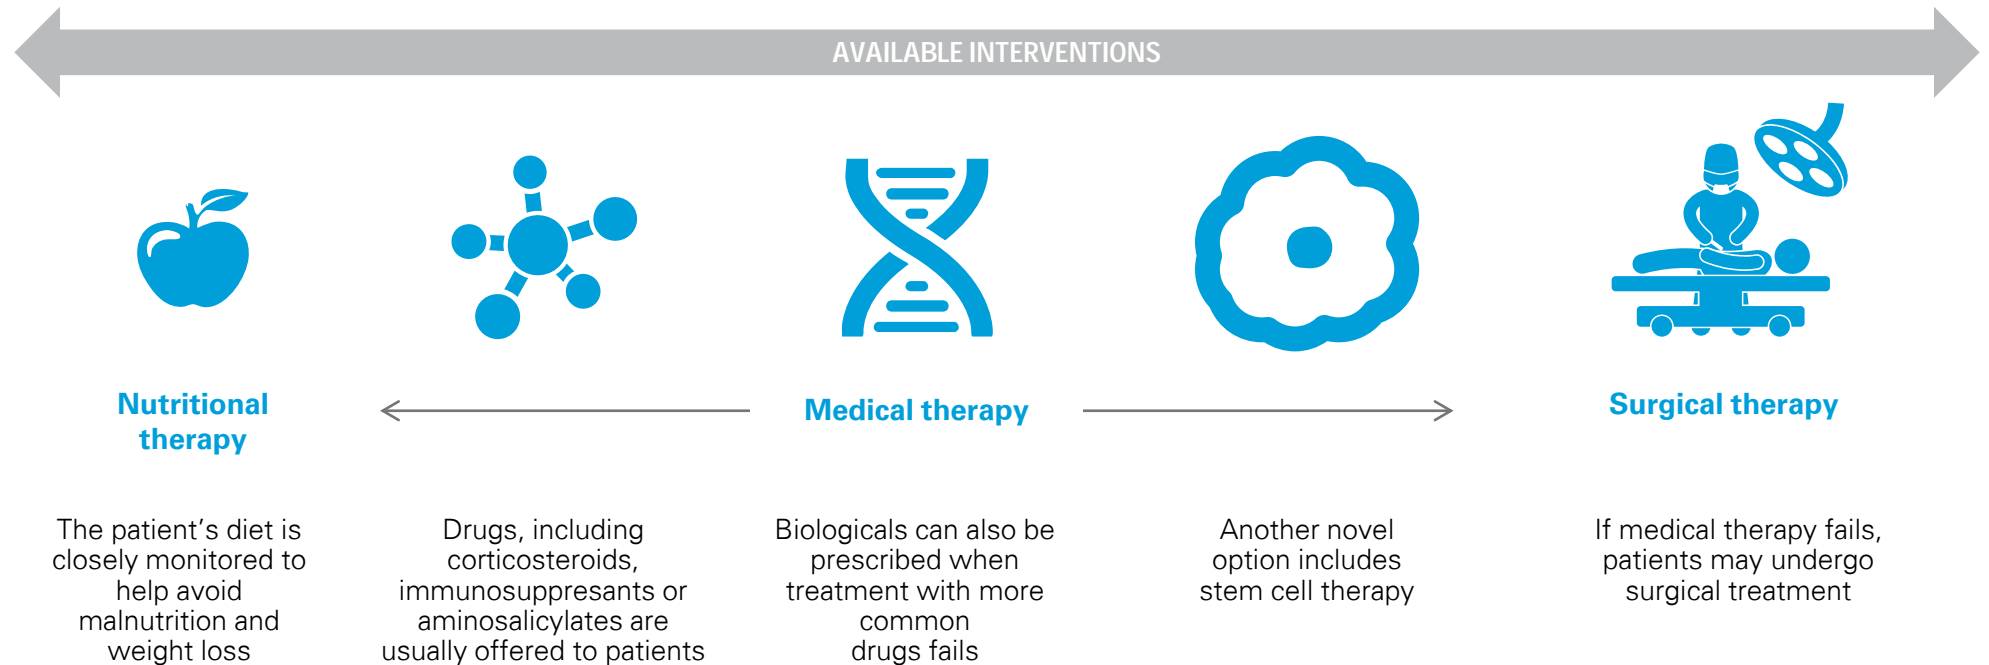 AVAILABLE INTERVENTIONS
Nutritional
therapy
Medical therapy
Surgical therapy
The patient’s diet is
closely monitored to
help avoid
malnutrition and
weight loss
Drugs, including
corticosteroids,
immunosuppresants or
aminosalicylates are
usually offered to patients
Biologicals can also be
prescribed when
treatment with more
common
drugs fails
Another novel
option includes
stem cell therapy
If medical therapy fails,
patients may undergo
surgical treatment